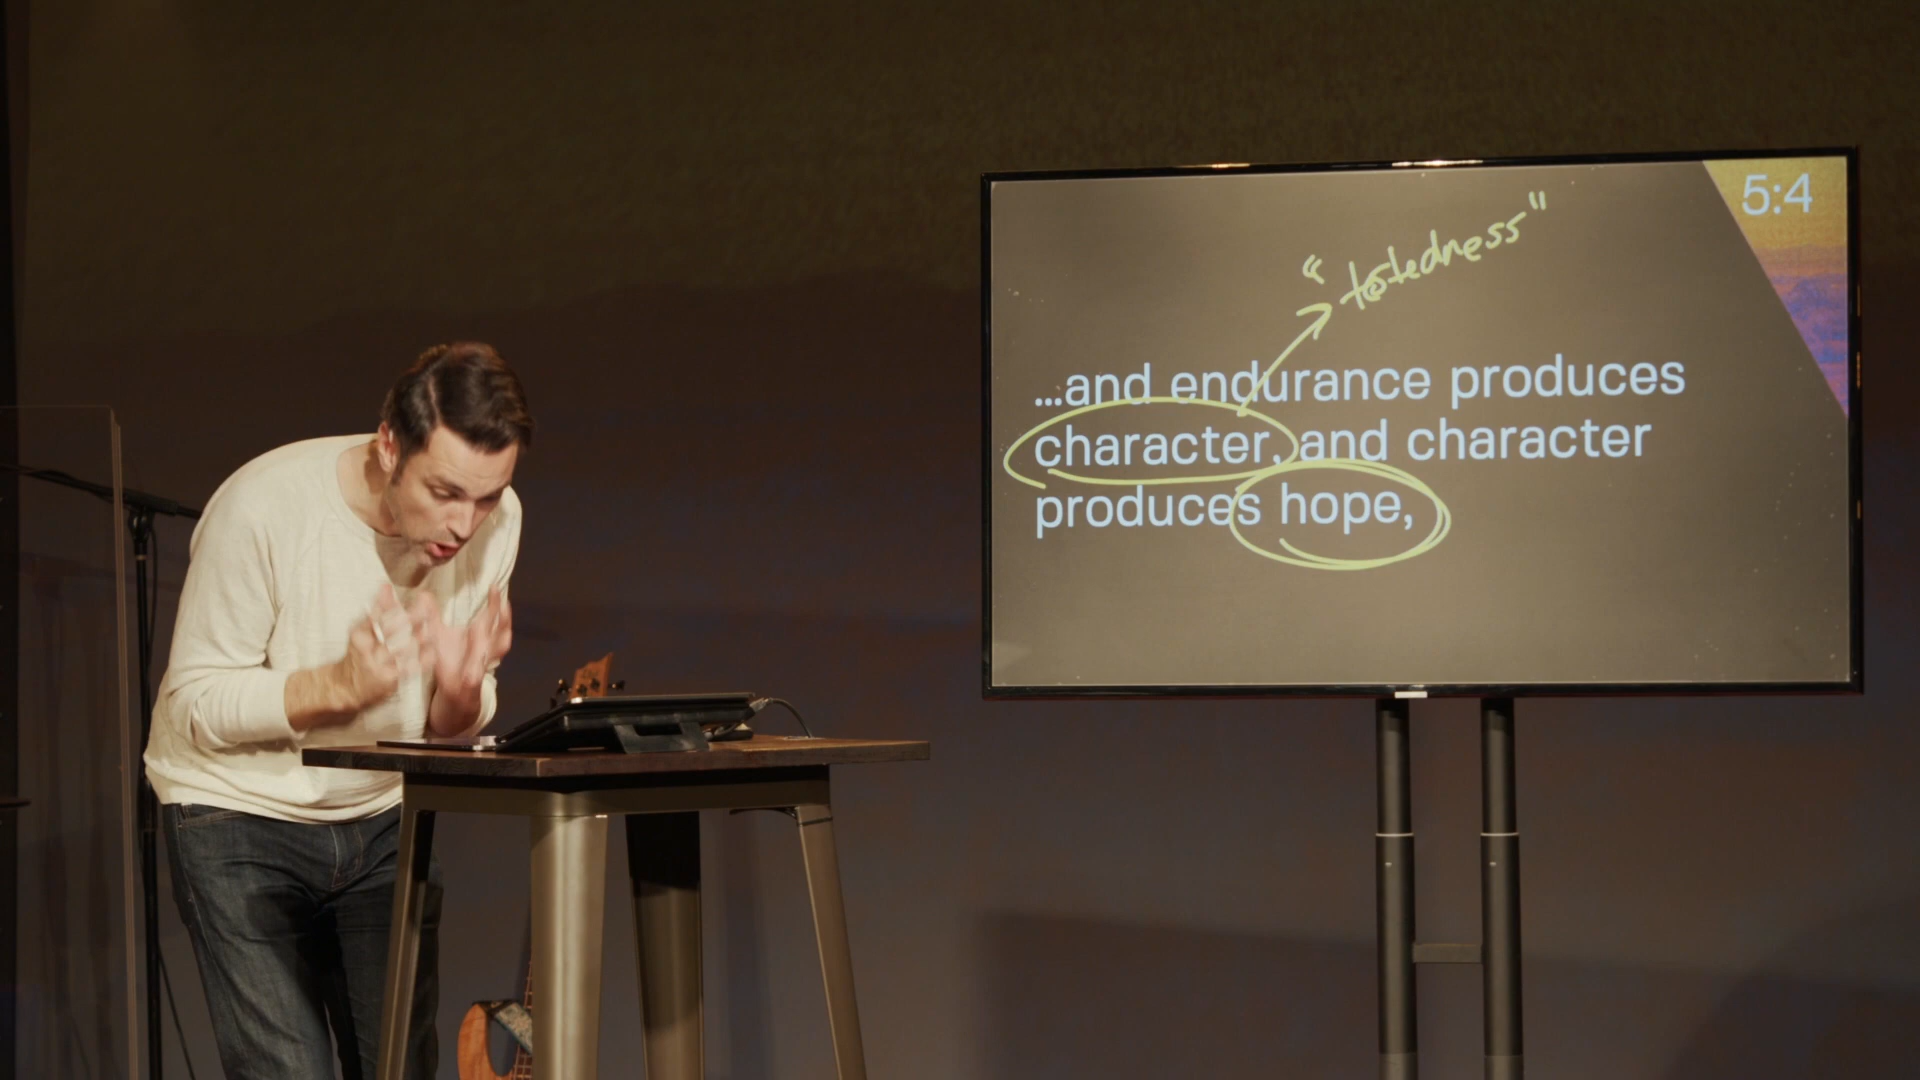 5:4
“testedness”
...and endurance produces
character, and character
produces hope,